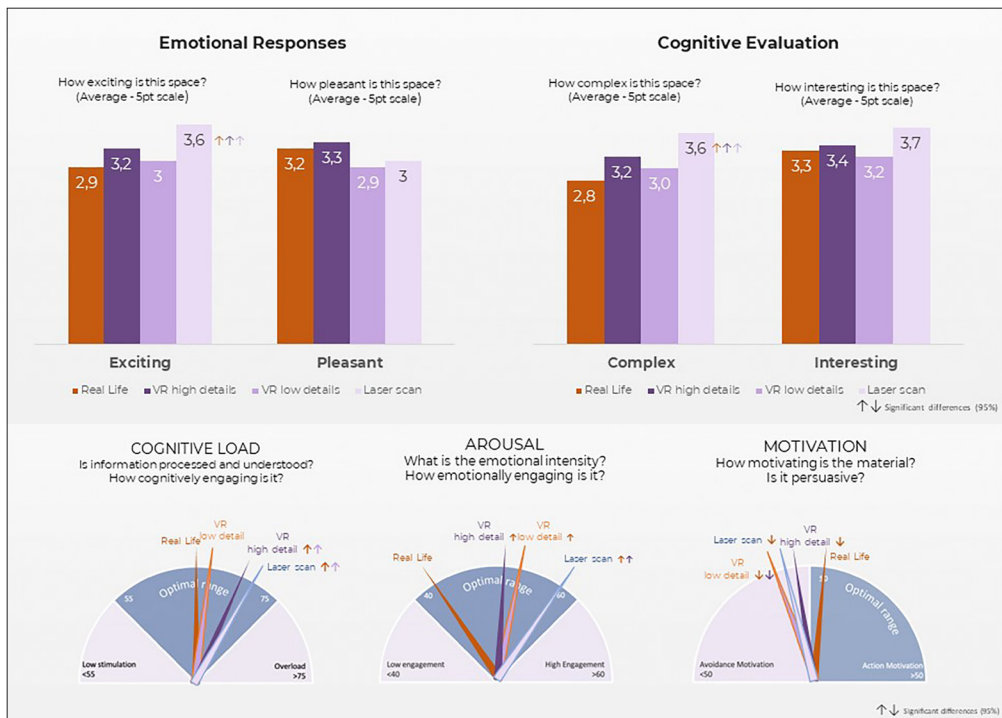 Emotional Responses
Cognitive Evaluation
How exciting is this space?
(Average - 5pt scale)
How pleasant is this space?
(Average - 5pt scale)
How complex is this space?
(Average - 5pt scale)
How interesting is this space?
(Average - 5pt scale)
2,9
3,2
3
3,6 ↑↑↑
3,2
3,3
2,9
3
2,8
3,2
3,0
3,6 ↑↑↑
3,3
3,4
3,2
3,7
Exciting
Pleasant
Complex
Interesting
Real Life VR high details VR low details Laser scan
Real Life VR high details VR low details Laser scan
↑↓ Significant differences (95%)
COGNITIVE LOAD
Is information processed and understood?
How cognitively engaging is it?
Real Life
VR
low detail
VR
high detail ↑↑
Laser scan ↑↑
55
Optimal range
75
Low stimulation
<55
Overload
>75
AROUSAL
What is the emotional intensity?
How emotionally engaging is it?
Real Life
VR
high detail ↑
VR
low detail ↑
Laser scan ↑↑
40
Optimal range
60
Low engagement
<40
High Engagement
>60
MOTIVATION
How motivating is the material?
Is it persuasive?
Laser scan ↓
VR
low detail ↓↓
VR
high detail ↓
Real Life
50
Optimal range
Avoidance Motivation
<50
Action Motivation
>50
↑↓ Significant differences (95%)